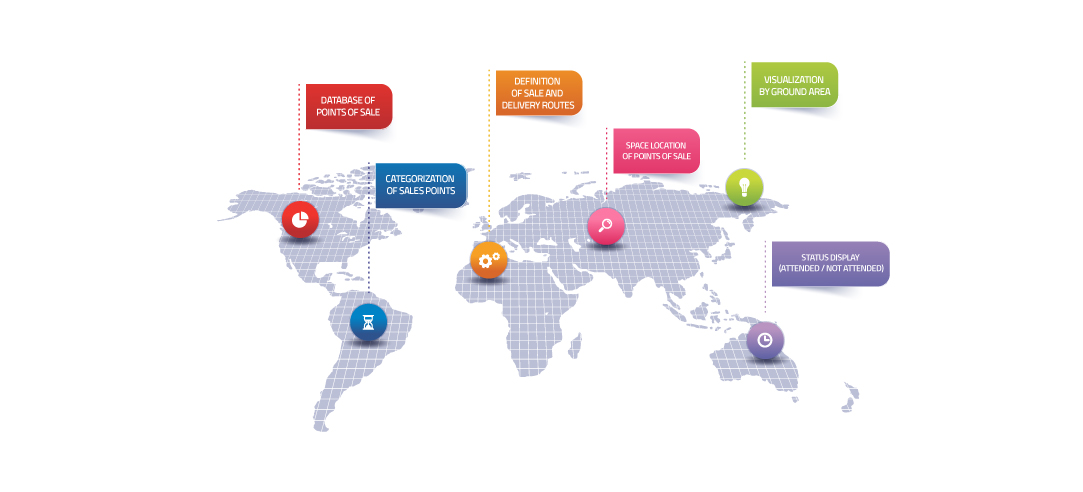 DATABASE OF
POINTS OF SALE
CATEGORIZATION
OF SALES POINTS
DEFINITION
OF SALE AND
DELIVERY ROUTES
SPACE LOCATION
OF POINTS OF SALE
VISUALIZATION
BY GROUND AREA
STATUS DISPLAY
(ATTENDED / NOT ATTENDED)